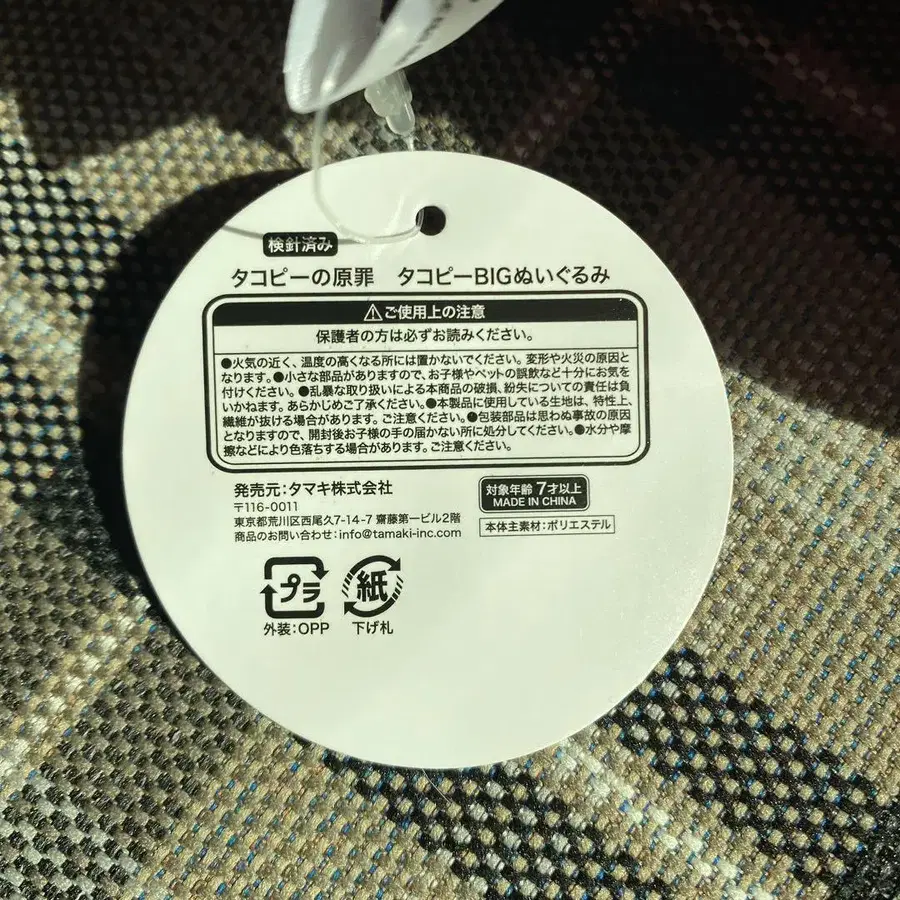 検針済み
タコピーの原罪 タコピーBIGぬいぐるみ
⚠ご使用上の注意
保護者の方は必ずお読みください。
●火気の近く、温度の高くなる所には置かないでください。変形や火災の原因と
なります。●小さな部品がありますので、お子様やペットの誤飲など十分にお気を
付けください。●乱暴な取り扱いによる本商品の破損、紛失についての責任は負
いかねます。あらかじめご了承ください。●本製品に使用している生地は、特性上、
繊維が抜ける場合があります。ご注意ください。●包装部品は思わぬ事故の原因
となりますので、開封後お子様の手の届かない所に処分してください。●水分や摩
擦などにより色落ちする場合があります。ご注意ください。
発売元:タマキ株式会社
〒116-0011
東京都荒川区西尾久7-14-7 齋藤第一ビル2階
商品のお問い合わせ:info@tamaki-inc.com
対象年齢 7才以上
MADE IN CHINA
本体主素材:ポリエステル
プラ 紙
外装:OPP 下げ札